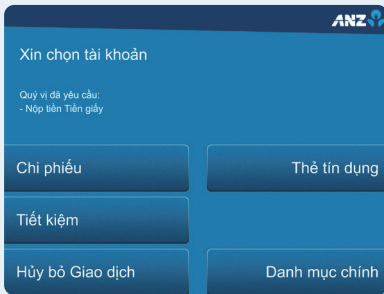 ANZ
Xin chọn tài khoản
Quý vị đã yêu cầu:
- Nộp tiền Tiền giấy
Chi phiếu
Thẻ tín dụng
Tiết kiệm
Hủy bỏ Giao dịch
Danh mục chính